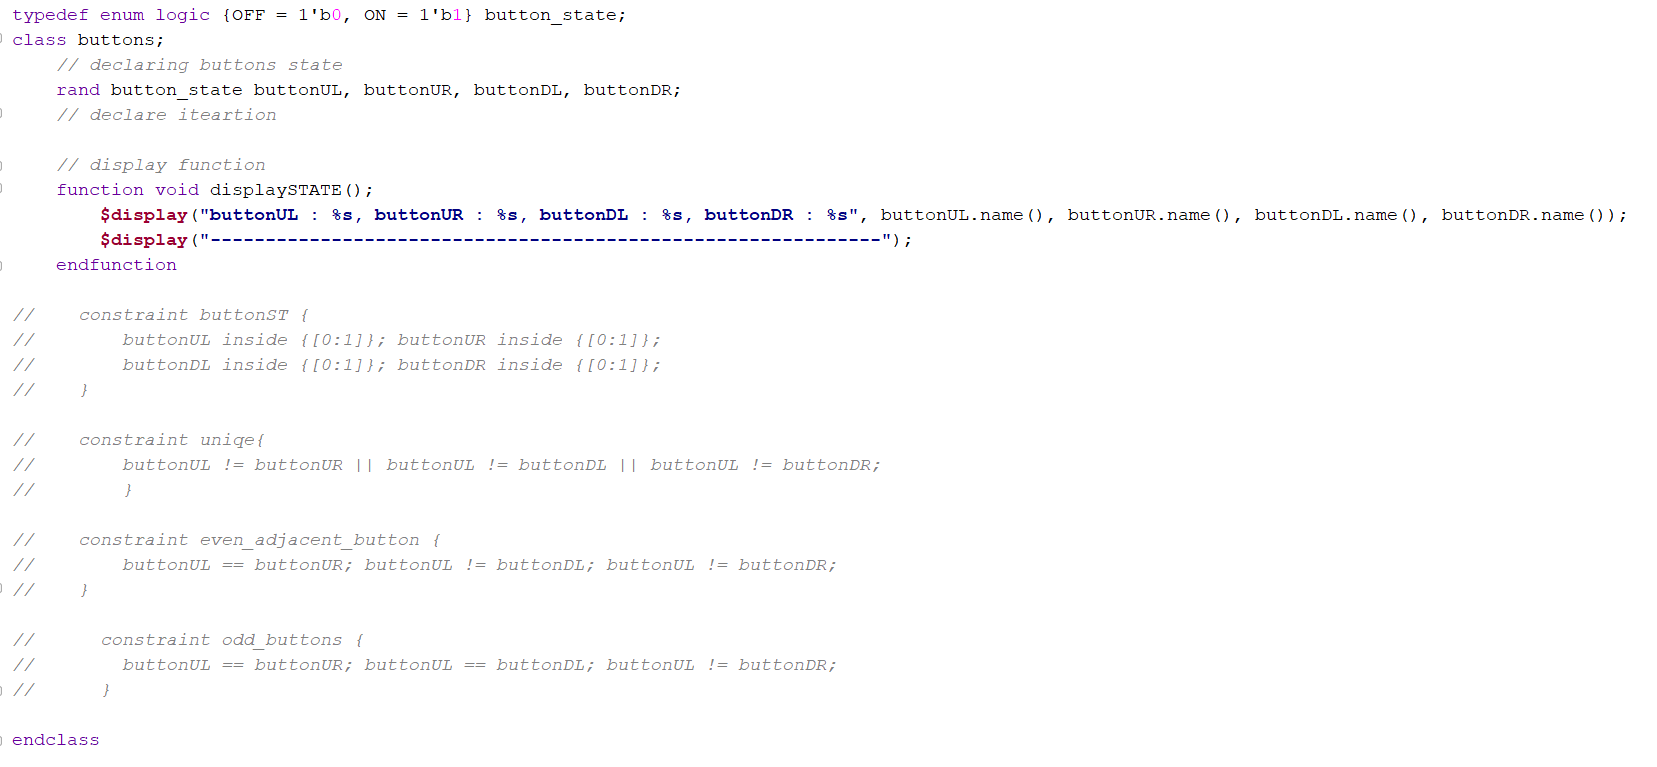 typedef enum logic {OFF = 1'b0, ON = 1'b1} button_state;
class buttons;
// declaring buttons state
rand button_state buttonUL, buttonUR, buttonDL, buttonDR;
// declare iteartion
// display function
function void displaySTATE();
$display("buttonUL : %s, buttonUR : %s, buttonDL : %s, buttonDR : %s", buttonUL.name(), buttonUR.name(), buttonDL.name(), buttonDR.name());
$display("-------------------------------------------------------------");
endfunction
// constraint buttonST {
// buttonUL inside {[0:1]}; buttonUR inside {[0:1]};
// buttonDL inside {[0:1]}; buttonDR inside {[0:1]};
// }
// constraint uniqe{
// buttonUL != buttonUR || buttonUL != buttonDL || buttonUL != buttonDR;
// }
// constraint even_adjacent_button {
// buttonUL == buttonUR; buttonUL != buttonDL; buttonUL != buttonDR;
// }
// constraint odd_buttons {
// buttonUL == buttonUR; buttonUL == buttonDL; buttonUL != buttonDR;
// }
endclass